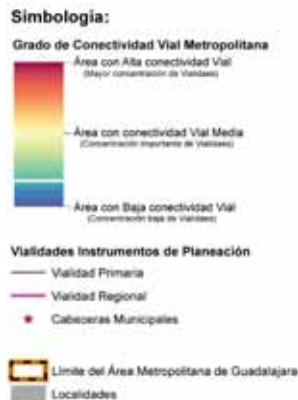 Simbología:
Grado de Conectividad Vial Metropolitana
Área con Alta conectividad Vial
(Mayor concentración de Vialidades)
Área con conectividad Vial Media
(Concentración importante de Vialidades)
Área con Baja conectividad Vial
(Concentración baja de Vialidades)
Vialidades Instrumentos de Planeación
Vialidad Primaria
Vialidad Regional
Cabeceras Municipales
Límite del Área Metropolitana de Guadalajara
Localidades